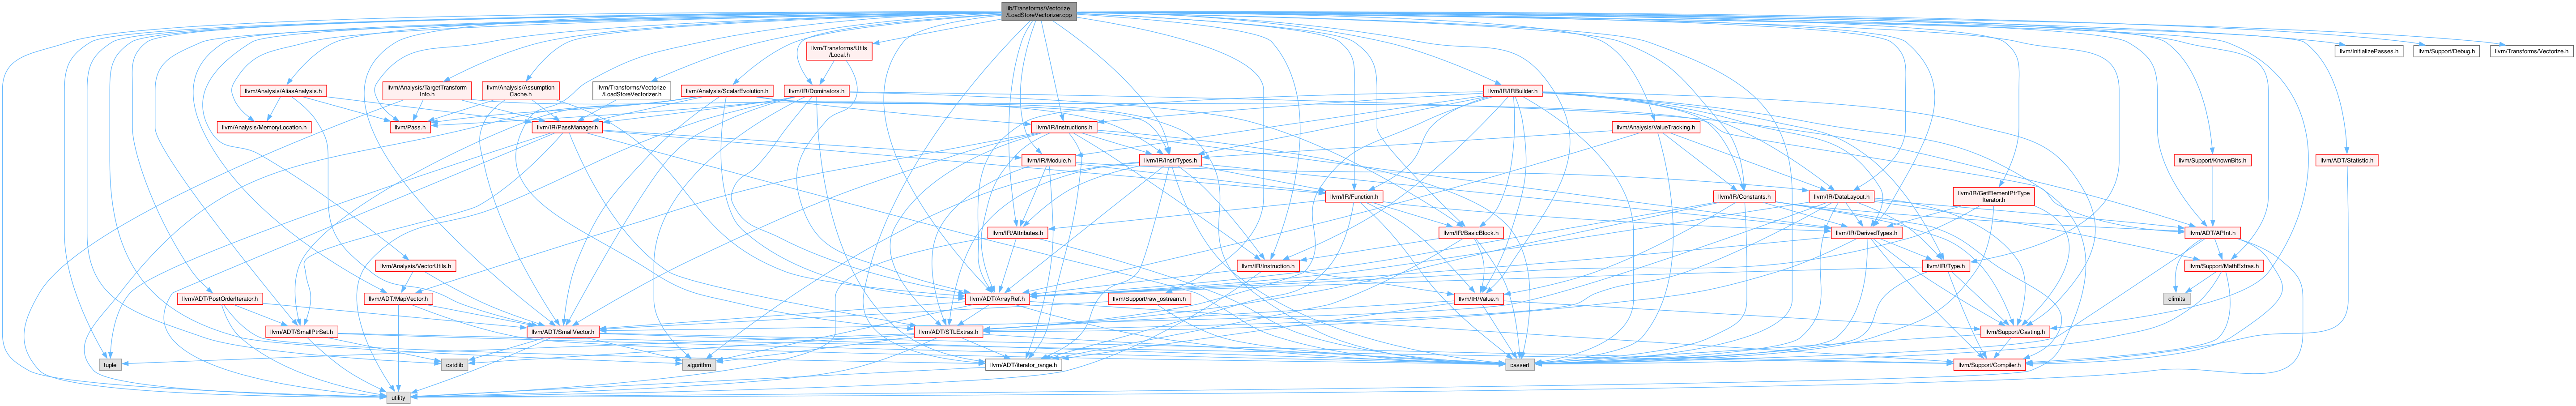 lib/Transforms/Vectorize
/LoadStoreVectorizer.cpp
llvm/Transforms/Utils
/Local.h
llvm/InitializePasses.h
llvm/Support/Debug.h
llvm/Transforms/Vectorize.h
llvm/Analysis/AliasAnalysis.h
llvm/Analysis/TargetTransform
Info.h
llvm/Analysis/Assumption
Cache.h
llvm/Transforms/Vectorize
/LoadStoreVectorizer.h
llvm/Analysis/ScalarEvolution.h
llvm/IR/Dominators.h
llvm/IR/IRBuilder.h
llvm/Analysis/MemoryLocation.h
llvm/Pass.h
llvm/IR/PassManager.h
llvm/IR/Instructions.h
llvm/Analysis/ValueTracking.h
llvm/IR/Module.h
llvm/IR/InstrTypes.h
llvm/Support/KnownBits.h
llvm/ADT/Statistic.h
llvm/IR/Function.h
llvm/IR/Constants.h
llvm/IR/DataLayout.h
llvm/IR/GetElementPtrType
Iterator.h
llvm/IR/Attributes.h
llvm/IR/BasicBlock.h
llvm/IR/DerivedTypes.h
llvm/ADT/APInt.h
llvm/Analysis/VectorUtils.h
llvm/IR/Instruction.h
llvm/IR/Type.h
llvm/Support/MathExtras.h
llvm/ADT/PostOrderIterator.h
llvm/ADT/MapVector.h
llvm/ADT/ArrayRef.h
llvm/Support/raw_ostream.h
llvm/IR/Value.h
climits
llvm/ADT/SmallPtrSet.h
llvm/ADT/SmallVector.h
llvm/ADT/STLExtras.h
llvm/Support/Casting.h
tuple
cstdlib
algorithm
llvm/ADT/iterator_range.h
cassert
llvm/Support/Compiler.h
utility